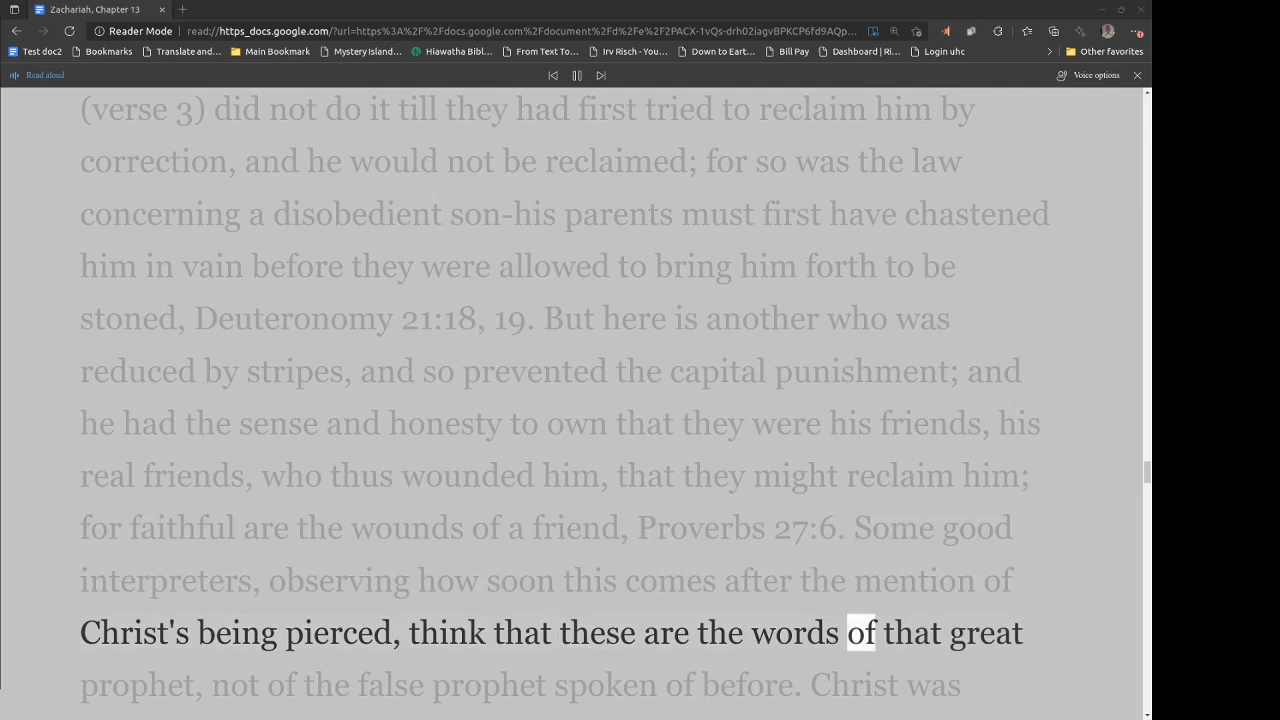 Zachariah, Chapter 13
Reader Mode
read://https_docs.google.com/?url=https%3A%2F%2Fdocs.google.com%2Fdocument%2Fd%2Fe%2F2PACX-1vQs-drh02iagvBPKCP6fd9AQp...
Test doc2 Bookmarks Translate and... Main Bookmark Mystery Island... Hiawatha Bibl... From Text To... Irv Risch - You... Down to Eart... Bill Pay Dashboard | Ri... Login uhc Other favorites
Read aloud Voice options
(verse 3) did not do it till they had first tried to reclaim him by
correction, and he would not be reclaimed; for so was the law
concerning a disobedient son-his parents must first have chastened
him in vain before they were allowed to bring him forth to be
stoned, Deuteronomy 21:18, 19. But here is another who was
reduced by stripes, and so prevented the capital punishment; and
he had the sense and honesty to own that they were his friends, his
real friends, who thus wounded him, that they might reclaim him;
for faithful are the wounds of a friend, Proverbs 27:6. Some good
interpreters, observing how soon this comes after the mention of
Christ's being pierced, think that these are the words of that great
prophet, not of the false prophet spoken of before. Christ was